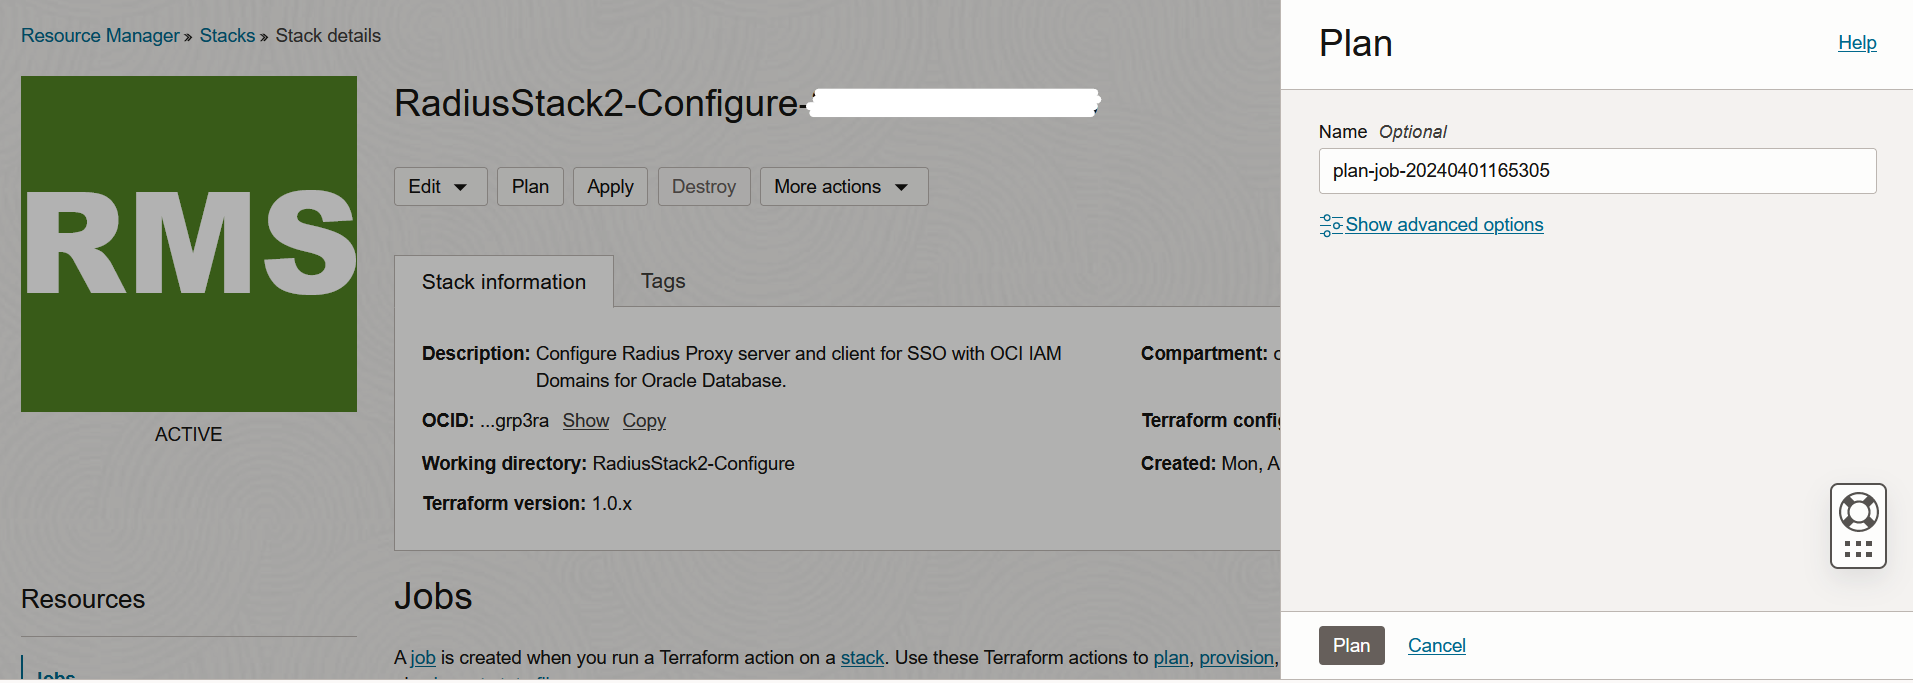 Resource Manager » Stacks » Stack details
RMS
ACTIVE
RadiusStack2-Configure-
Edit Plan Apply Destroy More actions
Stack information Tags
Description: Configure Radius Proxy server and client for SSO with OCI IAM
Domains for Oracle Database.
OCID: ...grp3ra Show Copy
Working directory: RadiusStack2-Configure
Terraform version: 1.0.x
Compartment:
Terraform confi
Created: Mon, A
Resources
Jobs
Jobs
A job is created when you run a Terraform action on a stack. Use these Terraform actions to plan, provision,
Plan
Help
Name Optional
plan-job-20240401165305
Show advanced options
Plan Cancel